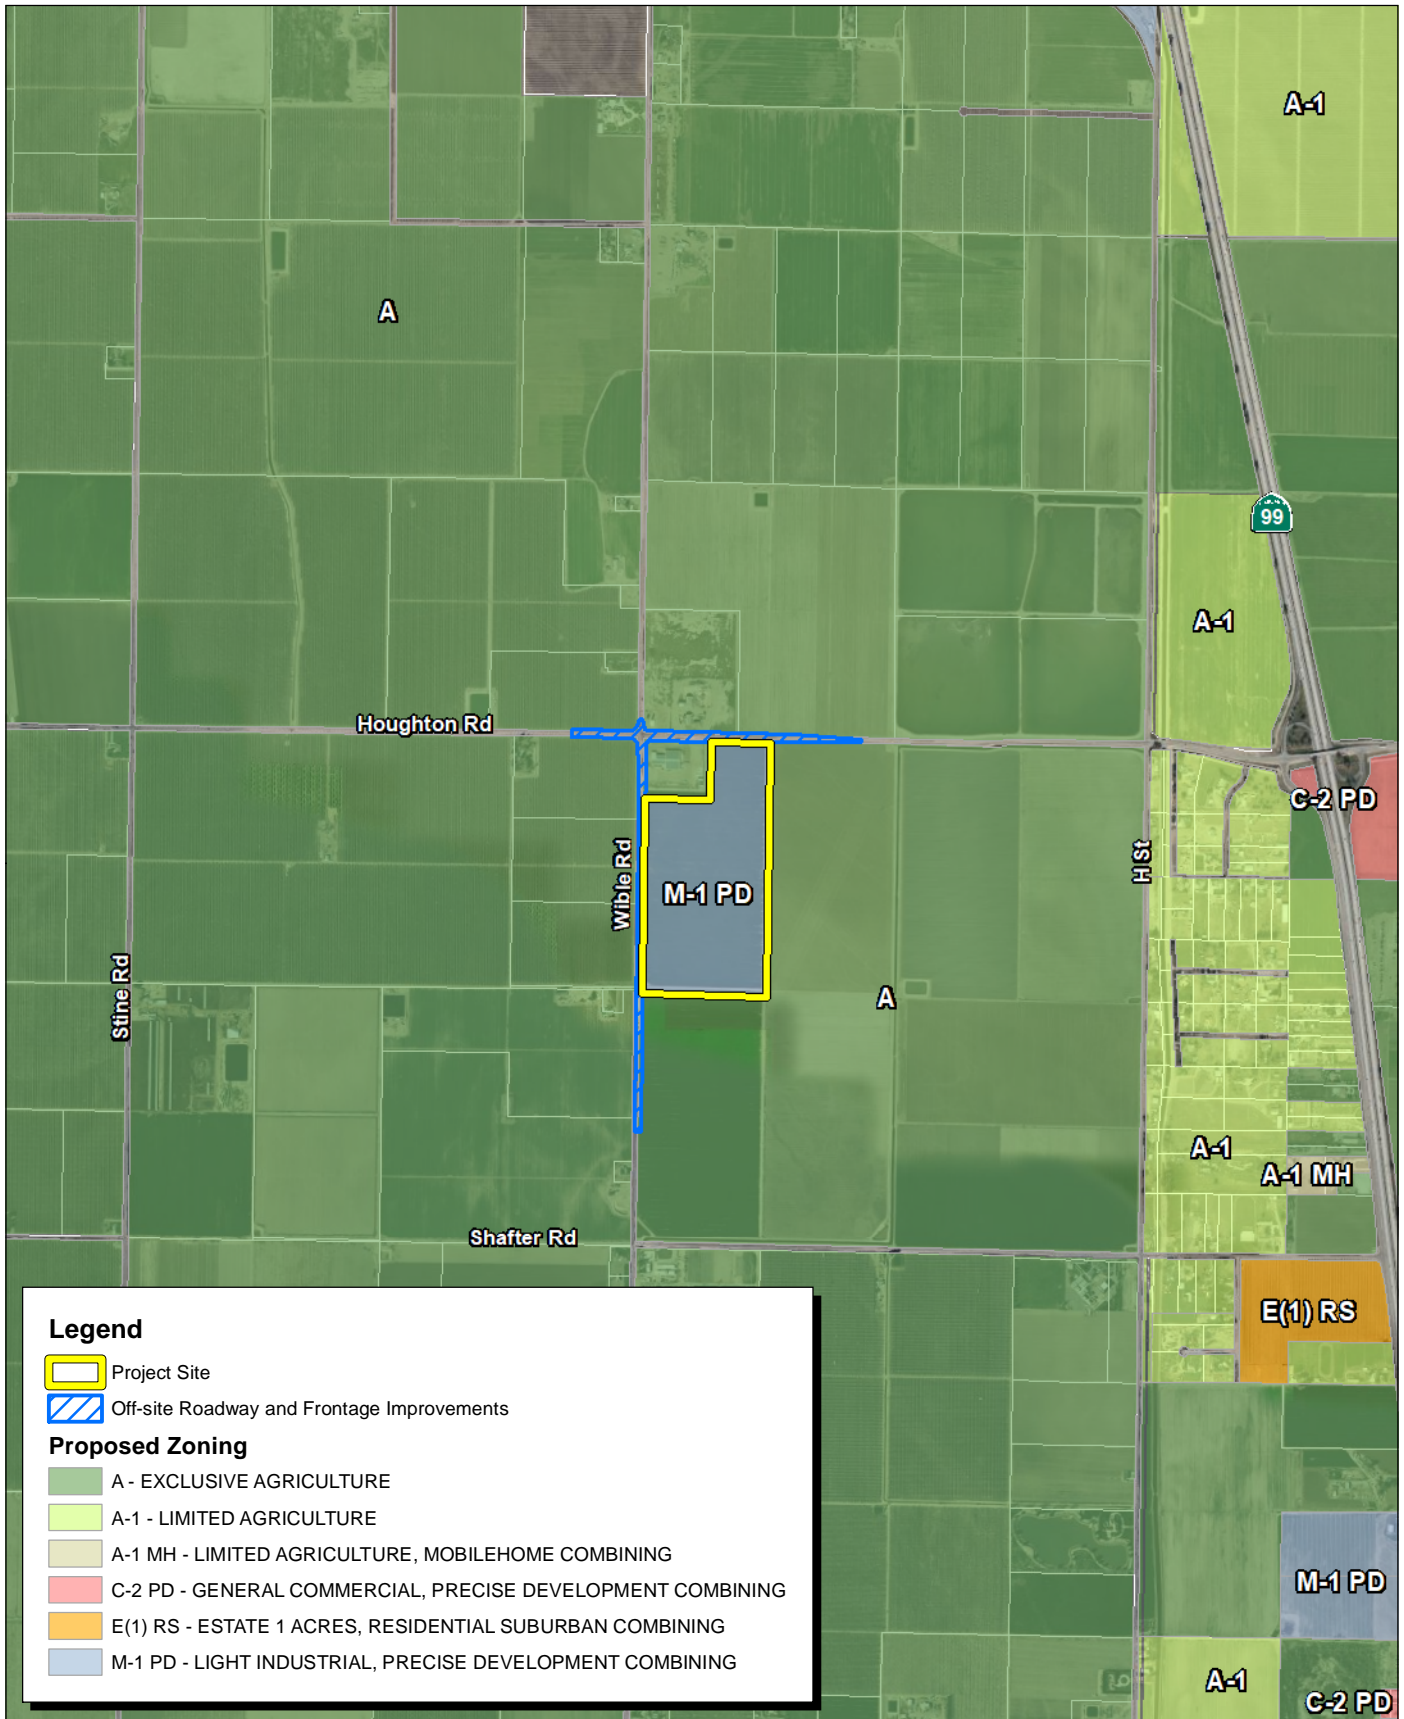 A-1
A
99
A-1
Houghton Rd
C-2 PD
Wible Rd
H St
M-1 PD
Stine Rd
A
A-1
A-1 MH
Shafter Rd
E(1) RS
Legend
Project Site
Off-site Roadway and Frontage Improvements
Proposed Zoning
A - EXCLUSIVE AGRICULTURE
A-1 - LIMITED AGRICULTURE
A-1 MH - LIMITED AGRICULTURE, MOBILEHOME COMBINING
C-2 PD - GENERAL COMMERCIAL, PRECISE DEVELOPMENT COMBINING
E(1) RS - ESTATE 1 ACRES, RESIDENTIAL SUBURBAN COMBINING
M-1 PD - LIGHT INDUSTRIAL, PRECISE DEVELOPMENT COMBINING
M-1 PD
A-1
C-2 PD